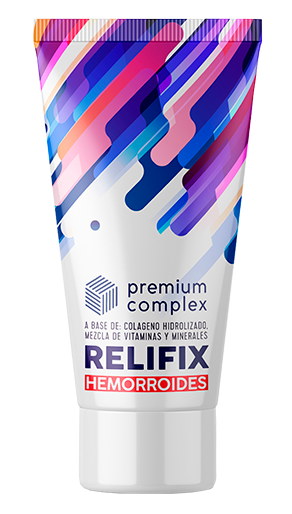 premium
complex
A BASE DE: COLAGENO HIDROLIZADO,
MEZCLA DE VITAMINAS Y MINERALES
RELIFIX
HEMORROIDES